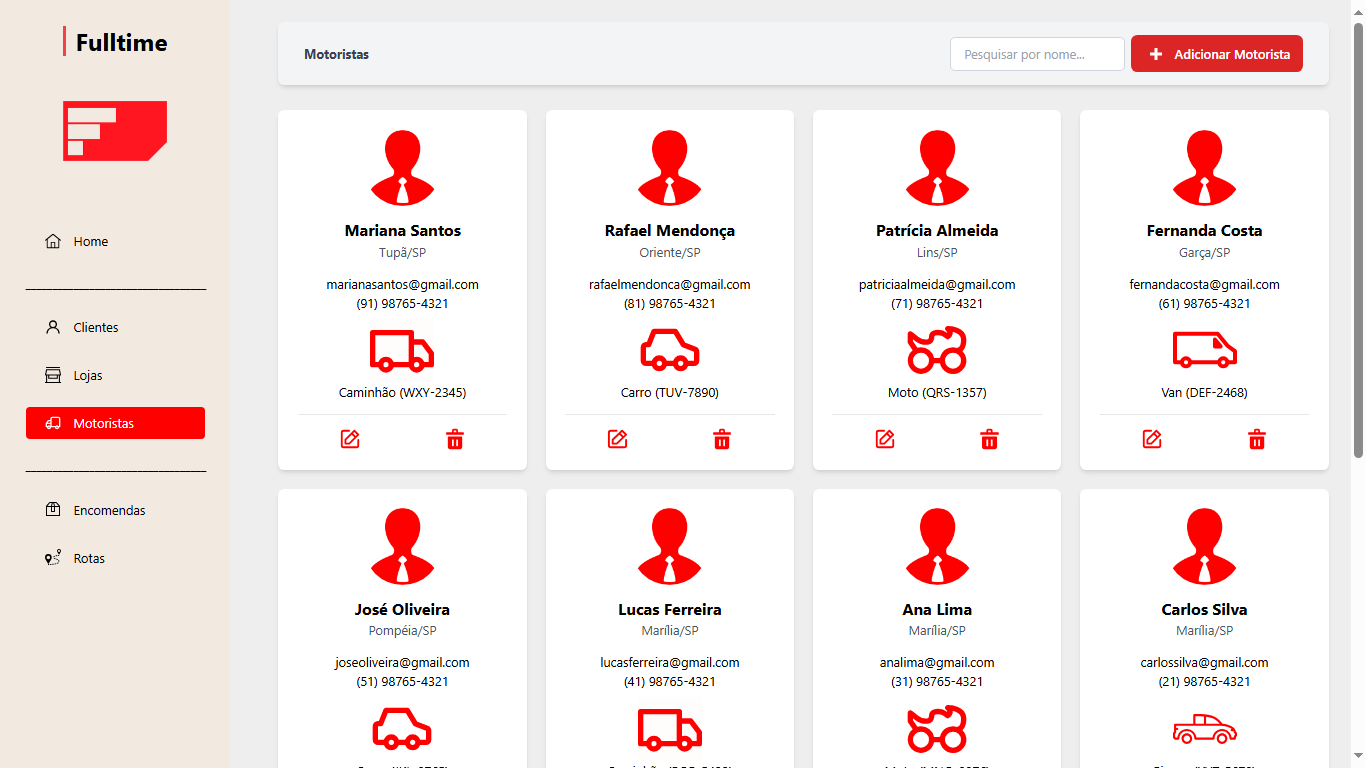 Fulltime
Home
Clientes
Lojas
Motoristas
Encomendas
Rotas
Motoristas
Pesquisar por nome...
Adicionar Motorista
Mariana Santos
Tupã/SP
marianasantos@gmail.com
(91) 98765-4321
Caminhão (WXY-2345)
Rafael Mendonça
Oriente/SP
rafaelmendonca@gmail.com
(81) 98765-4321
Carro (TUV-7890)
Patrícia Almeida
Lins/SP
patriciaalmeida@gmail.com
(71) 98765-4321
Moto (QRS-1357)
Fernanda Costa
Garça/SP
fernandacosta@gmail.com
(61) 98765-4321
Van (DEF-2468)
José Oliveira
Pompéia/SP
joseoliveira@gmail.com
(51) 98765-4321
Lucas Ferreira
Marília/SP
lucasferreira@gmail.com
(41) 98765-4321
Ana Lima
Marília/SP
analima@gmail.com
(31) 98765-4321
Carlos Silva
Marília/SP
carlossilva@gmail.com
(21) 98765-4321